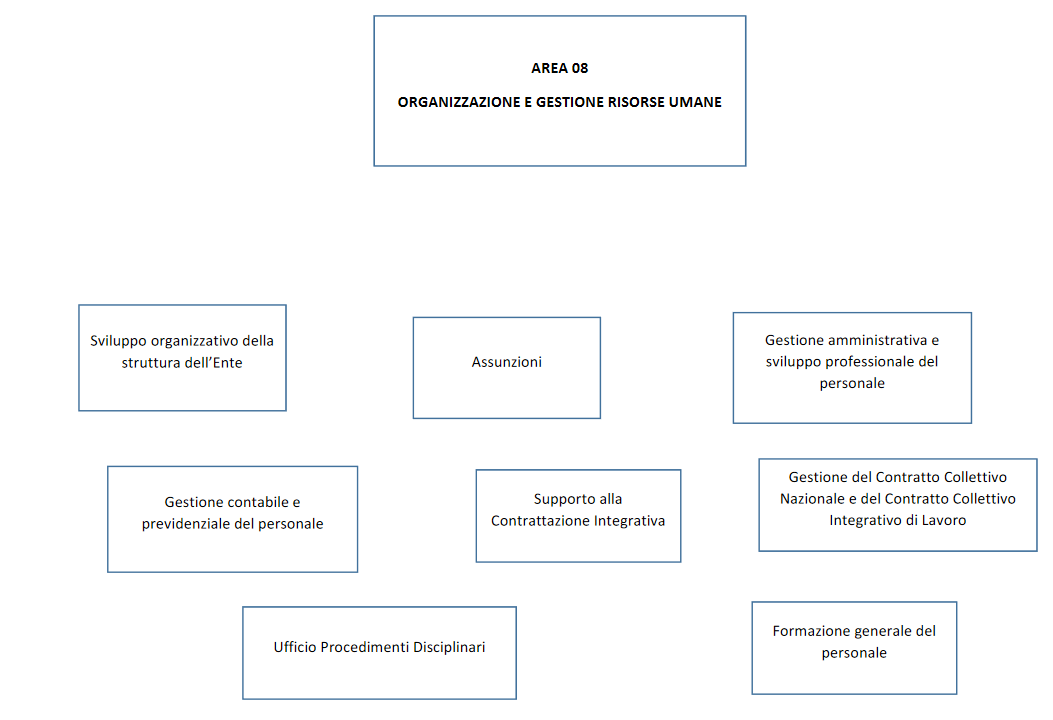 AREA 08
ORGANIZZAZIONE E GESTIONE RISORSE UMANE
Sviluppo organizzativo della
struttura dell’Ente
Assunzioni
Gestione amministrativa e
sviluppo professionale del
personale
Gestione contabile e
previdenziale del personale
Supporto alla
Contrattazione Integrativa
Gestione del Contratto Collettivo
Nazionale e del Contratto Collettivo
Integrativo di Lavoro
Ufficio Procedimenti Disciplinari
Formazione generale del
personale